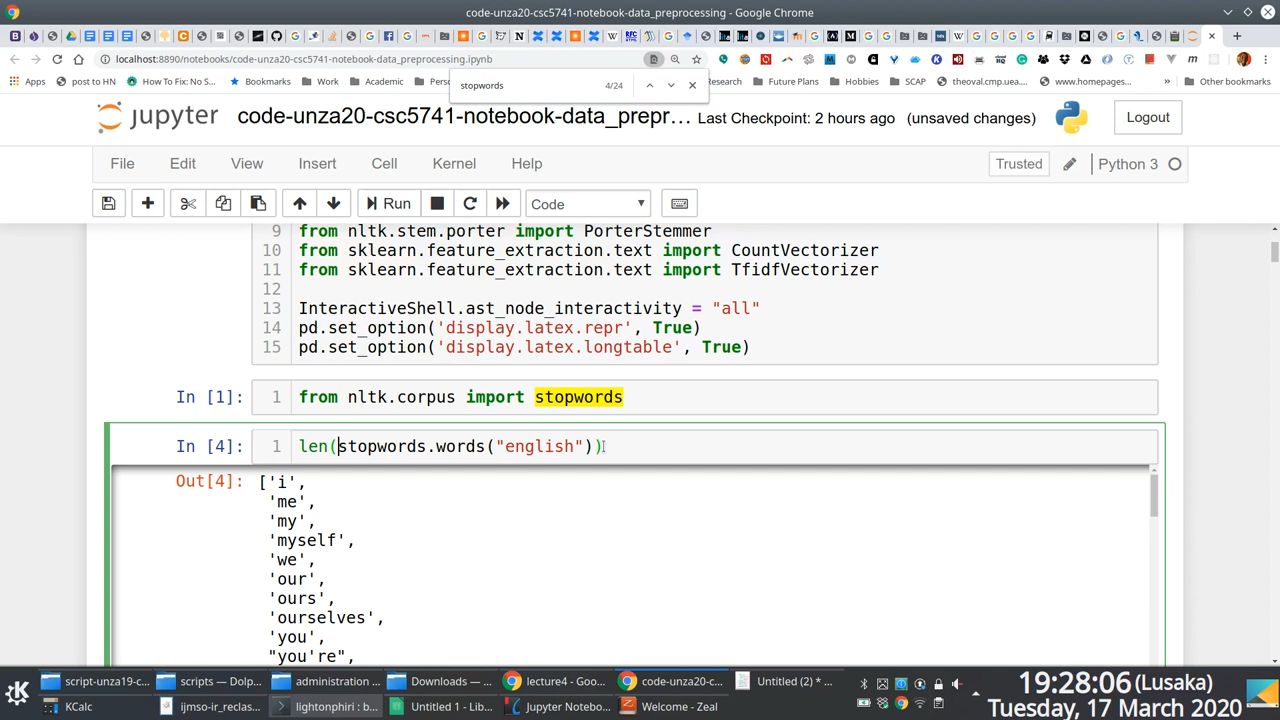 code-unza20-csc5741-notebook-data_preprocessing - Google Chrome
localhost:8890/notebooks/code-unza20-csc5741-notebook-data_preprocessing.ipynb
Apps post to HN How To Fix: No S... Bookmarks Work Academic Perso Research Future Plans Hobbies SCAP theoval.cmp.uea.... www.homepages... » Other bookmarks
stopwords 4/24
jupyter code-unza20-csc5741-notebook-data_prepr... Last Checkpoint: 2 hours ago (unsaved changes) Logout
File Edit View Insert Cell Kernel Help Trusted Python 3
Run Code
9 from nltk.stem.porter import PorterStemmer
10 from sklearn.feature_extraction.text import CountVectorizer
11 from sklearn.feature_extraction.text import TfidfVectorizer
12
13 InteractiveShell.ast_node_interactivity = "all"
14 pd.set_option('display.latex.repr', True)
15 pd.set_option('display.latex.longtable', True)
In [1]: 1 from nltk.corpus import stopwords
In [4]: 1 len(stopwords.words("english"))
Out[4]: ['i',
'me',
'my',
'myself',
'we',
'our',
'ours',
'ourselves',
'you',
"you're",
script-unza19-c... scripts — Dolp... administration ... Downloads — ... lecture4 - Goo... code-unza20-c... Untitled (2) * ...
KCalc ijmso-ir_reclas... lightonphiri : b... Untitled 1 - Lib... Jupyter Notebo... Welcome - Zeal
19:28:06 (Lusaka)
Tuesday, 17 March 2020